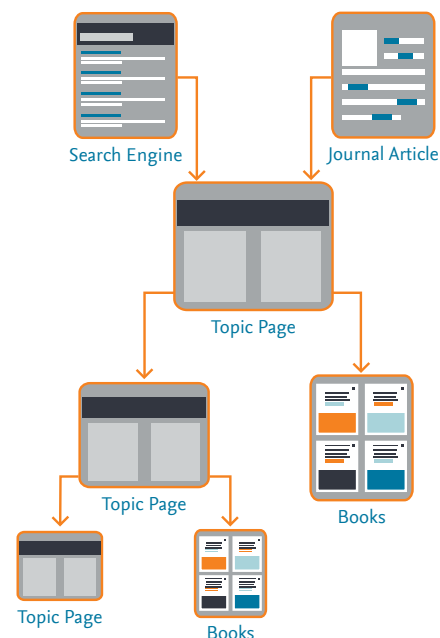 Search Engine
Journal Article
Topic Page
Topic Page
Books
Topic Page
Books